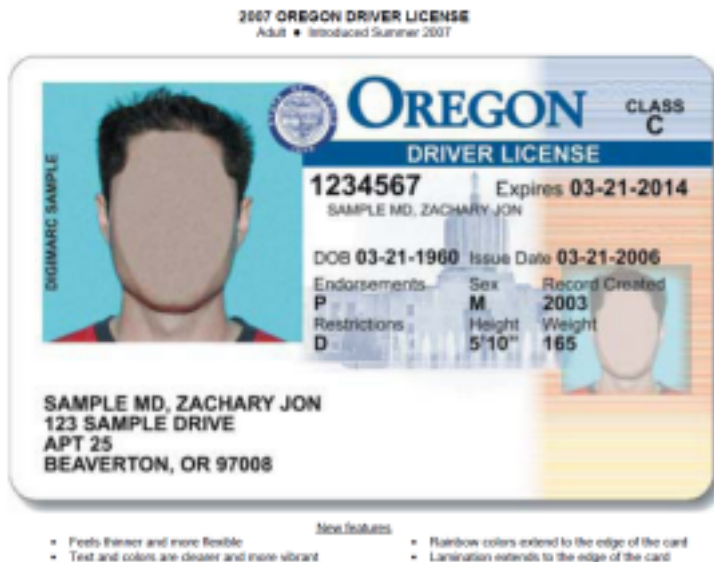 2007 OREGON DRIVER LICENSE
Adult • Introduced Summer 2007
DIGIMARC SAMPLE
OREGON
CLASS
C
DRIVER LICENSE
1234567 Expires 03-21-2014
SAMPLE MD, ZACHARY JON
DOB 03-21-1960 Issue Date 03-21-2006
Endorsements Sex Record Created
P M 2003
Restrictions Height Weight
D 5'10" 165
SAMPLE MD, ZACHARY JON
123 SAMPLE DRIVE
APT 25
BEAVERTON, OR 97008
New features
• Feels thinner and more flexible
• Text and colors are clearer and more vibrant
• Rainbow colors extend to the edge of the card
• Lamination extends to the edge of the card